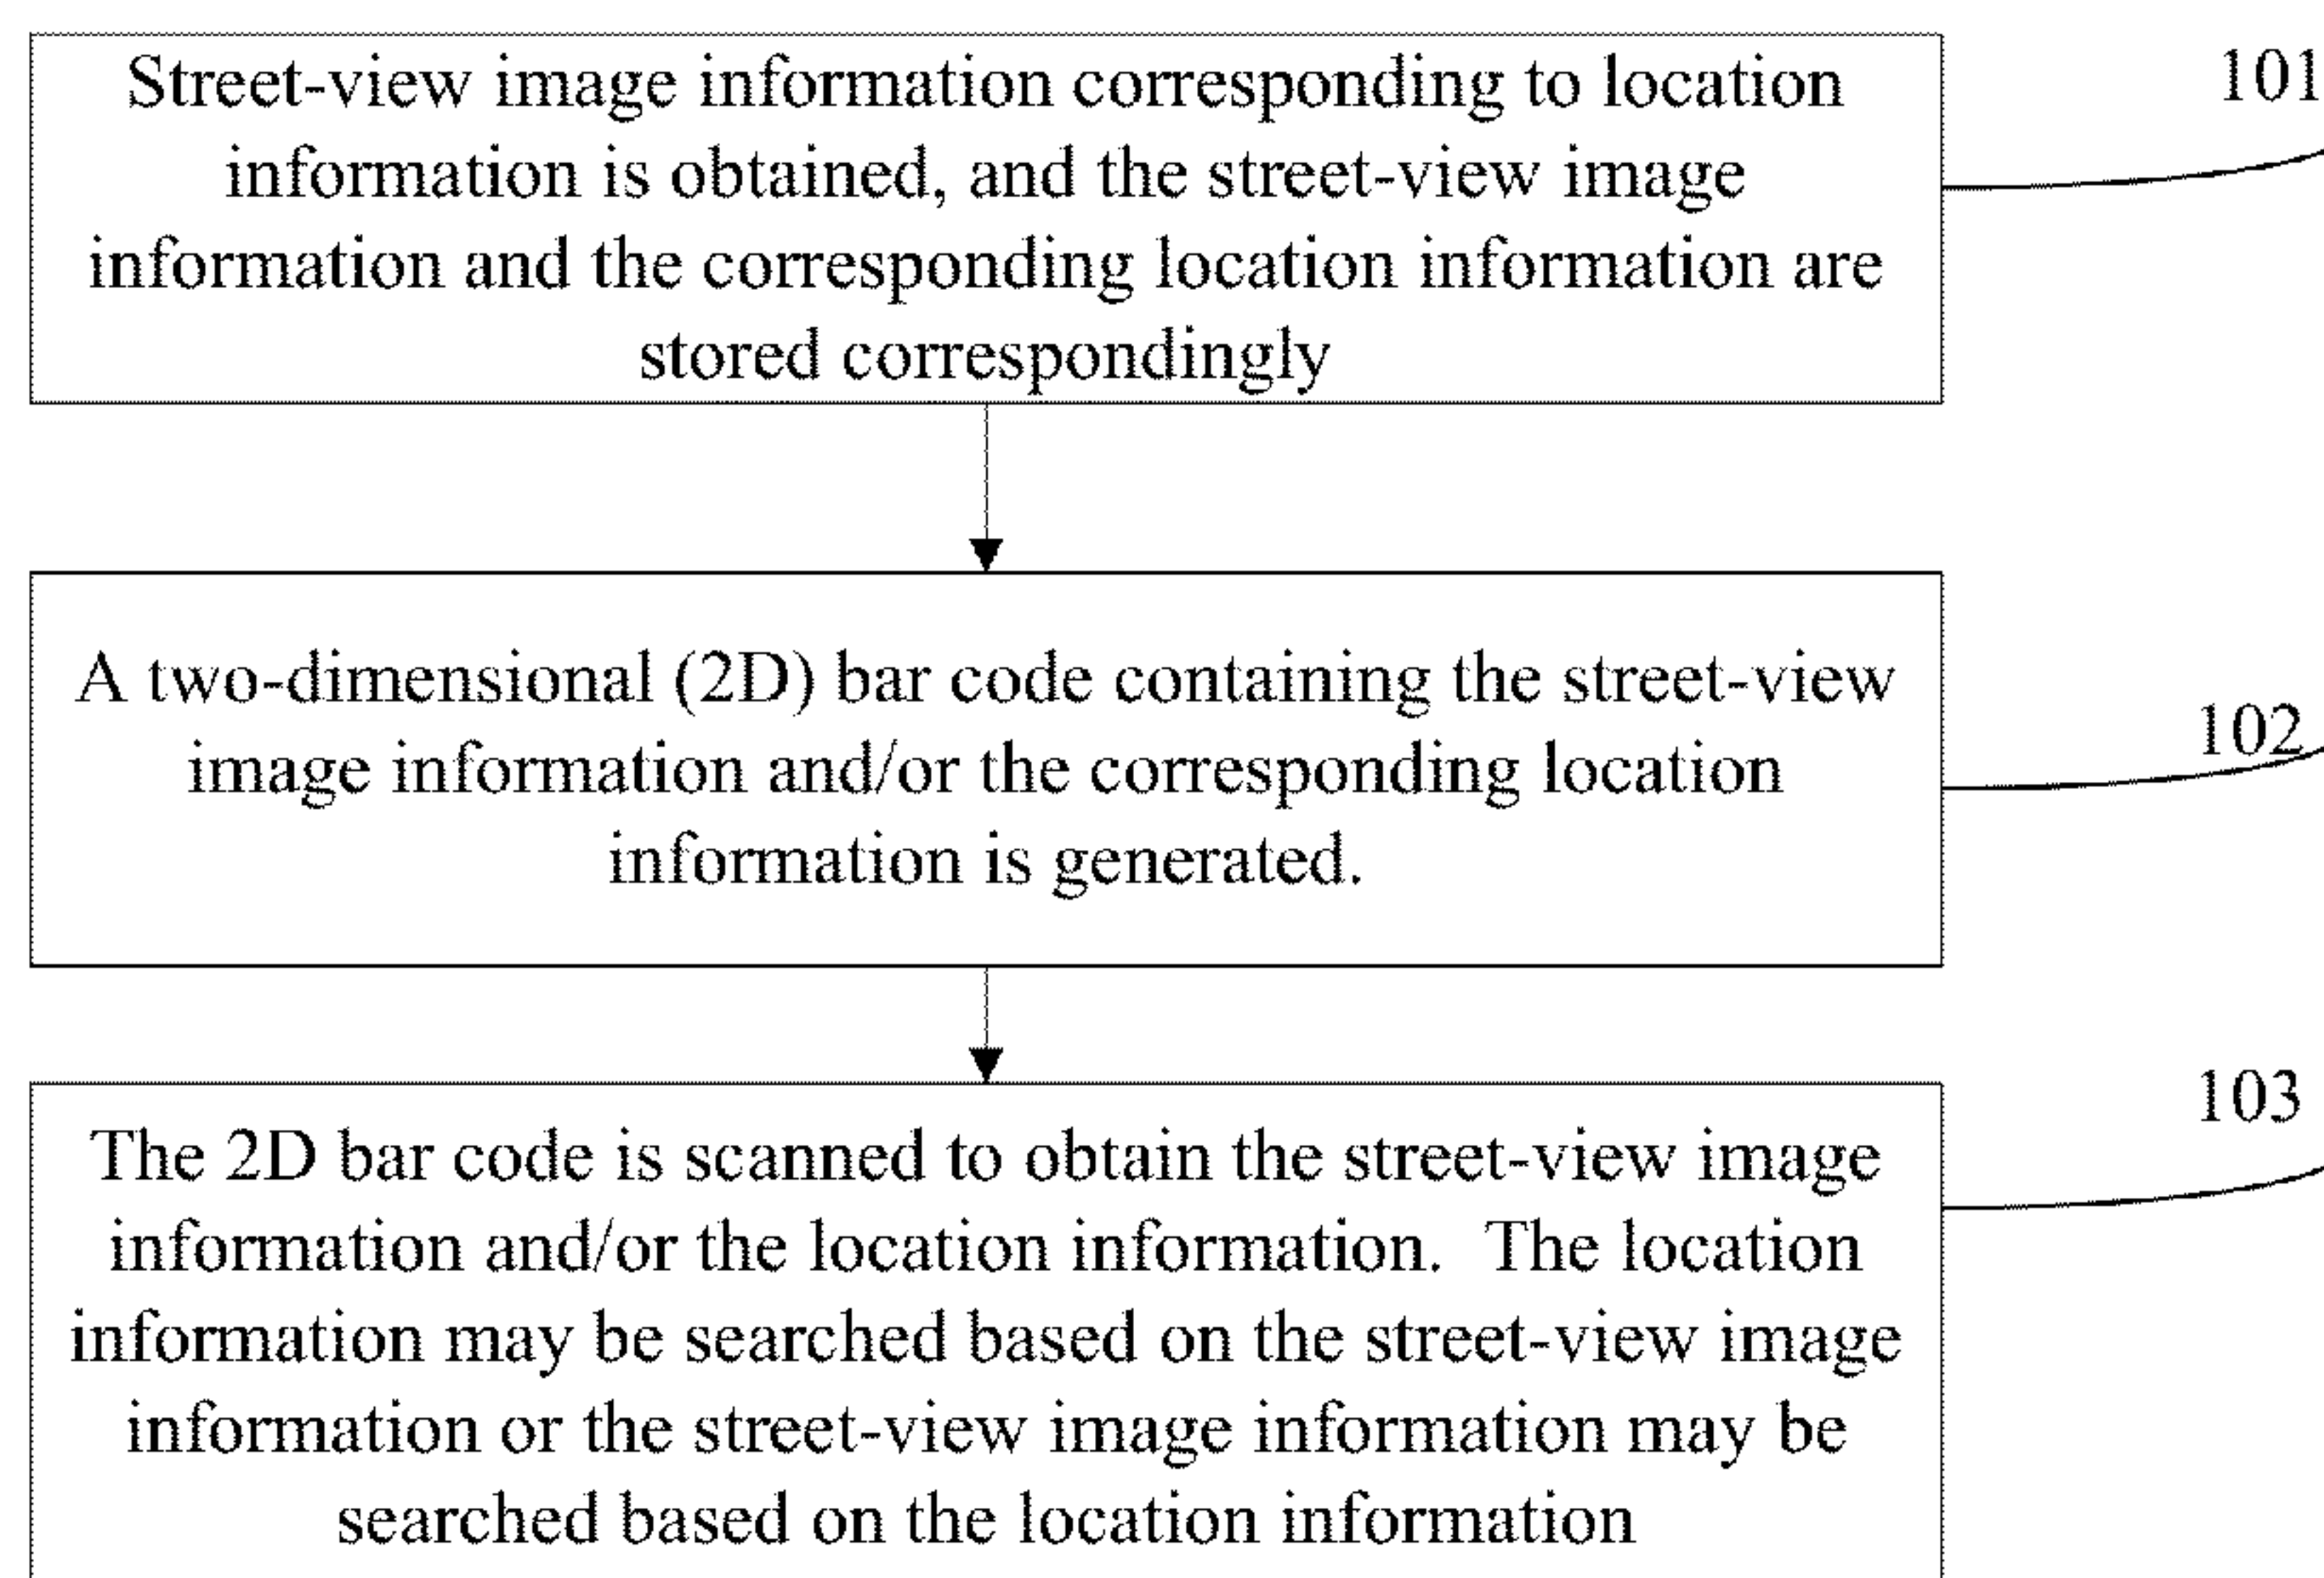 Street-view image information corresponding to location
information is obtained, and the street-view image
information and the corresponding location information are
stored correspondingly
101
A two-dimensional (2D) bar code containing the street-view
image information and/or the corresponding location
information is generated.
102
The 2D bar code is scanned to obtain the street-view image
information and/or the location information.  The location
information may be searched based on the street-view image
information or the street-view image information may be
searched based on the location information
103